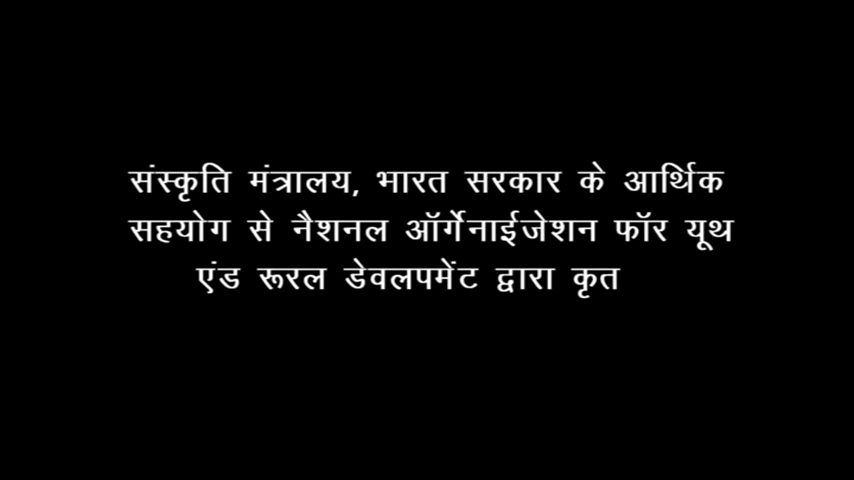 संस्कृति मंत्रालय, भारत सरकार के आर्थिक
सहयोग से नैशनल ऑर्गेनाईजेशन फॉर यूथ
एंड रूरल डेवलपमेंट द्वारा कृत